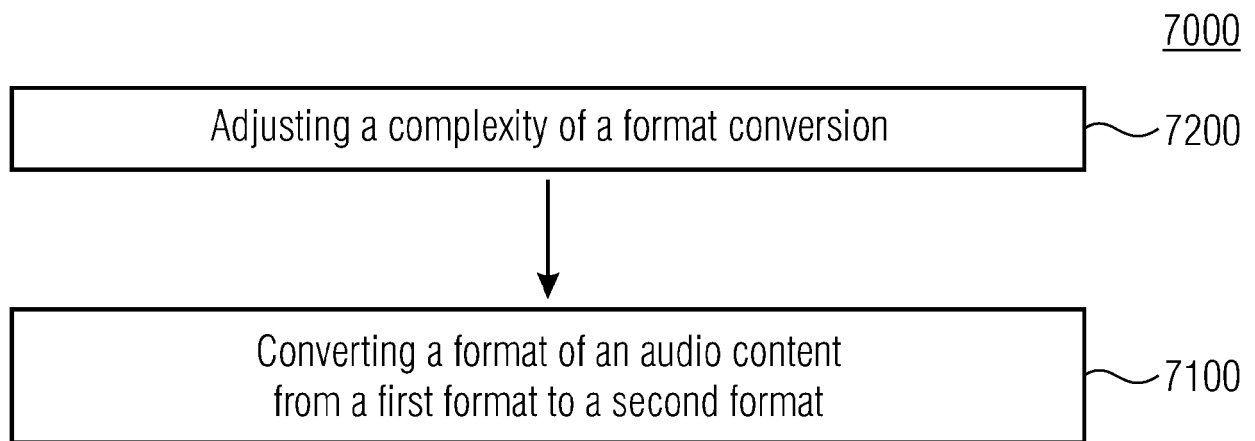 7000
Adjusting a complexity of a format conversion
7200
Converting a format of an audio content
from a first format to a second format
7100